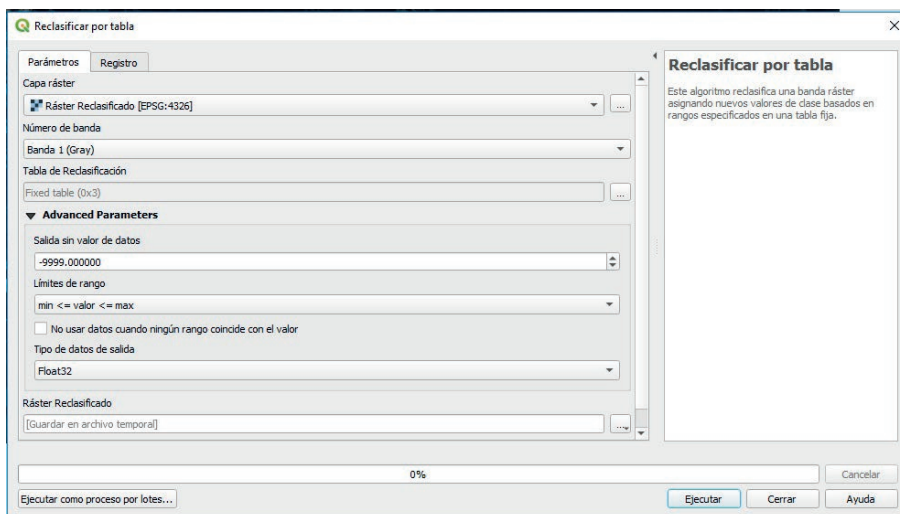 Reclasificar por tabla
Parámetros
Registro
Capa ráster
Ráster Reclasificado [EPSG:4326]
...
Número de banda
Banda 1 (Gray)
Tabla de Reclasificación
Fixed table (0x3)
...
Advanced Parameters
Salida sin valor de datos
-9999.000000
Límites de rango
min <= valor <= max
No usar datos cuando ningún rango coincide con el valor
Tipo de datos de salida
Float32
Ráster Reclasificado
[Guardar en archivo temporal]
...
Reclasificar por tabla
Este algoritmo reclasifica una banda ráster
asignando nuevos valores de clase basados en
rangos especificados en una tabla fija.
0%
Cancelar
Ejecutar como proceso por lotes...
Ejecutar
Cerrar
Ayuda